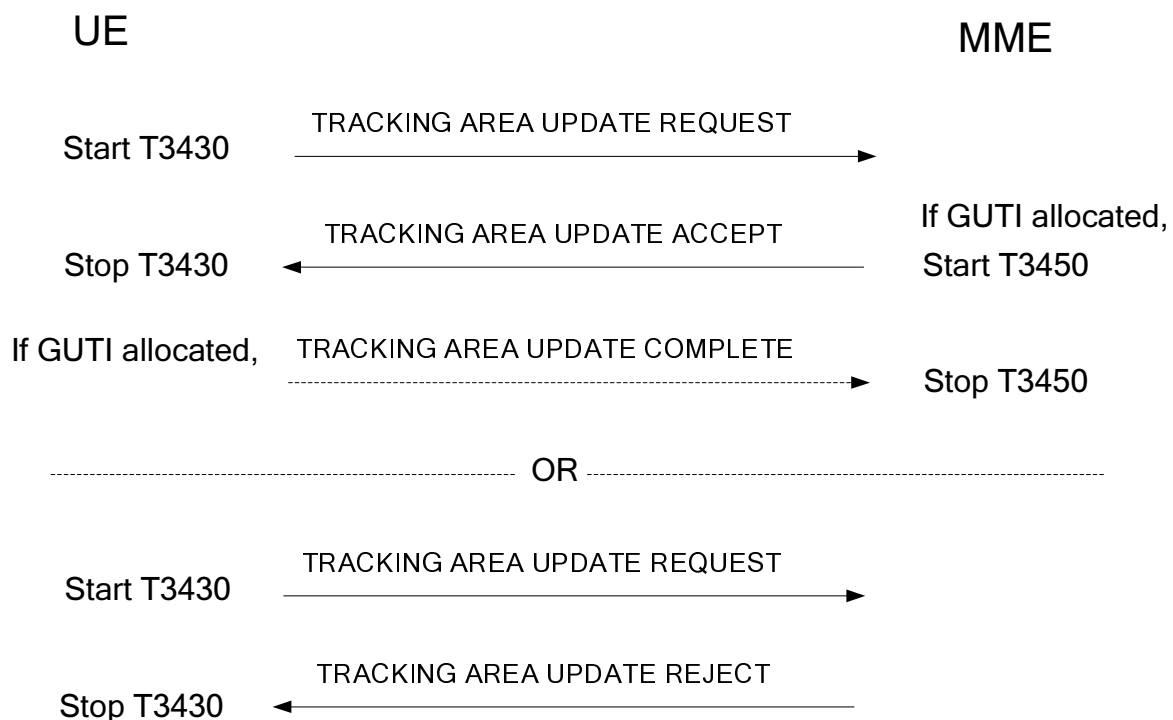 UE
MME
TRACKING AREA UPDATE REQUEST
Start T3430
If GUTI allocated,
TRACKING AREA UPDATE ACCEPT
Stop T3430
Start T3450
If GUTI allocated,
TRACKING AREA UPDATE COMPLETE
Stop T3450
OR
TRACKING AREA UPDATE REQUEST
Start T3430
TRACKING AREA UPDATE REJECT
Stop T3430